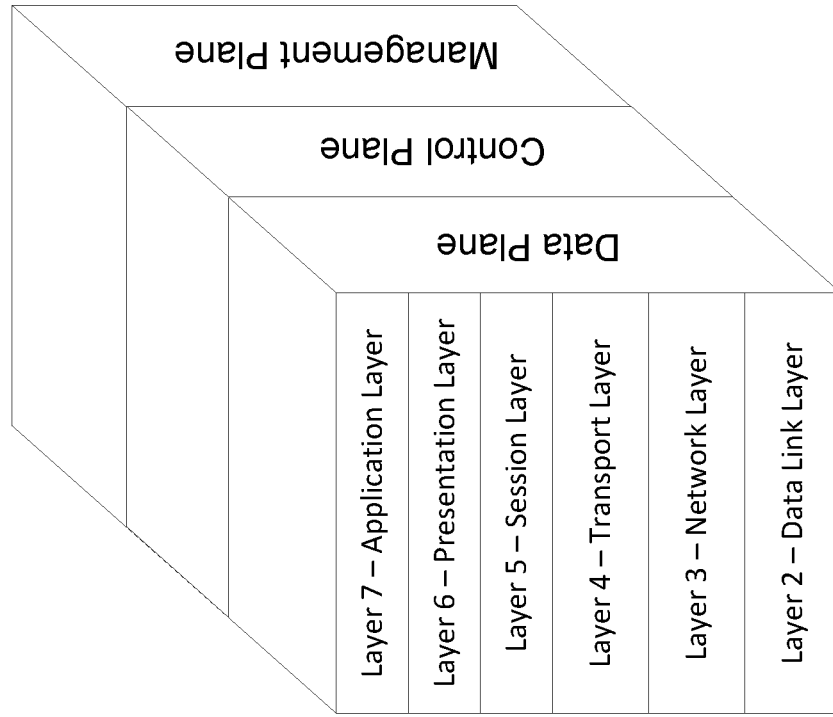 Management Plane
Control Plane
Data Plane
Layer 7 – Application Layer
Layer 6 – Presentation Layer
Layer 5 – Session Layer
Layer 4 – Transport Layer
Layer 3 – Network Layer
Layer 2 – Data Link Layer